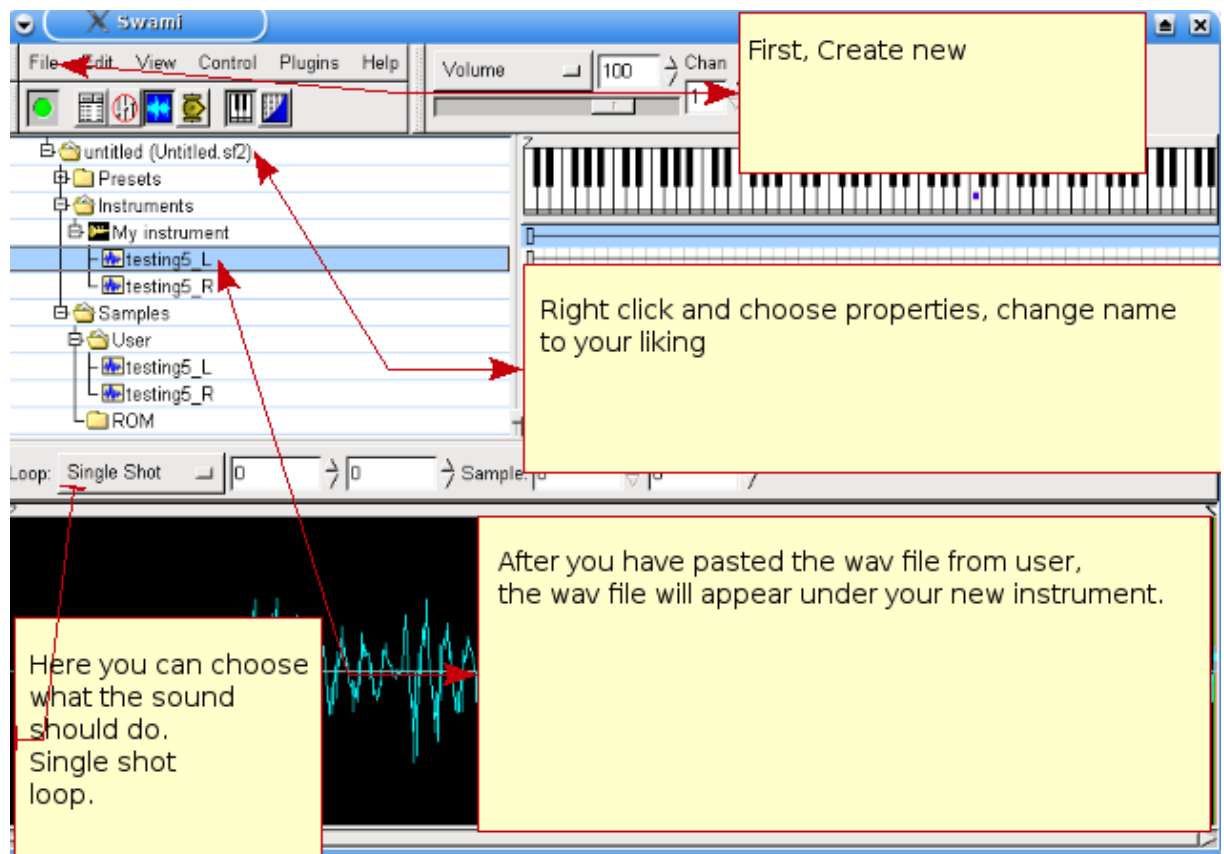 Swami
File Edit View Control Plugins Help
Volume 100 Chan
1
First, Create new
untitled (Untitled.sf2)
Presets
Instruments
My instrument
testing5_L
testing5_R
Samples
User
testing5_L
testing5_R
ROM
Right click and choose properties, change name
to your liking
Loop: Single Shot 0 0 Sample: 0 0
After you have pasted the wav file from user,
the wav file will appear under your new instrument.
Here you can choose
what the sound
should do.
Single shot
loop.